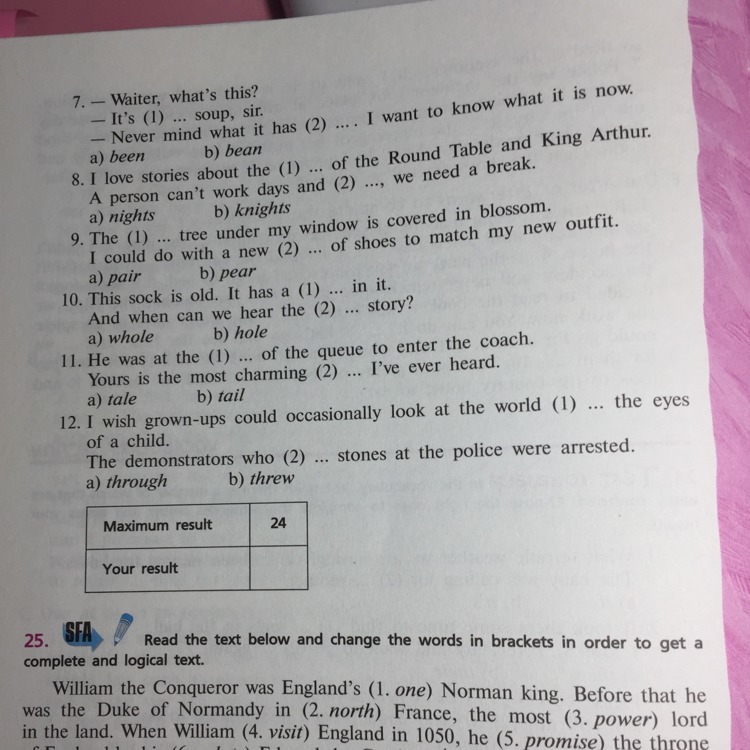 7. — Waiter, what's this?
— It's (1) ... soup, sir.
— Never mind what it has (2) ... . I want to know what it is now.
a) been b) bean
8. I love stories about the (1) ... of the Round Table and King Arthur.
A person can't work days and (2) ..., we need a break.
a) nights b) knights
9. The (1) ... tree under my window is covered in blossom.
I could do with a new (2) ... of shoes to match my new outfit.
a) pair b) pear
10. This sock is old. It has a (1) ... in it.
And when can we hear the (2) ... story?
a) whole b) hole
11. He was at the (1) ... of the queue to enter the coach.
Yours is the most charming (2) ... I've ever heard.
a) tale b) tail
12. I wish grown-ups could occasionally look at the world (1) ... the eyes
of a child.
The demonstrators who (2) ... stones at the police were arrested.
a) through b) threw
Maximum result 24
Your result
25. SFA Read the text below and change the words in brackets in order to get a
complete and logical text.
William the Conqueror was England's (1. one) Norman king. Before that he
was the Duke of Normandy in (2. north) France, the most (3. power) lord
in the land. When William (4. visit) England in 1050, he (5. promise) the throne